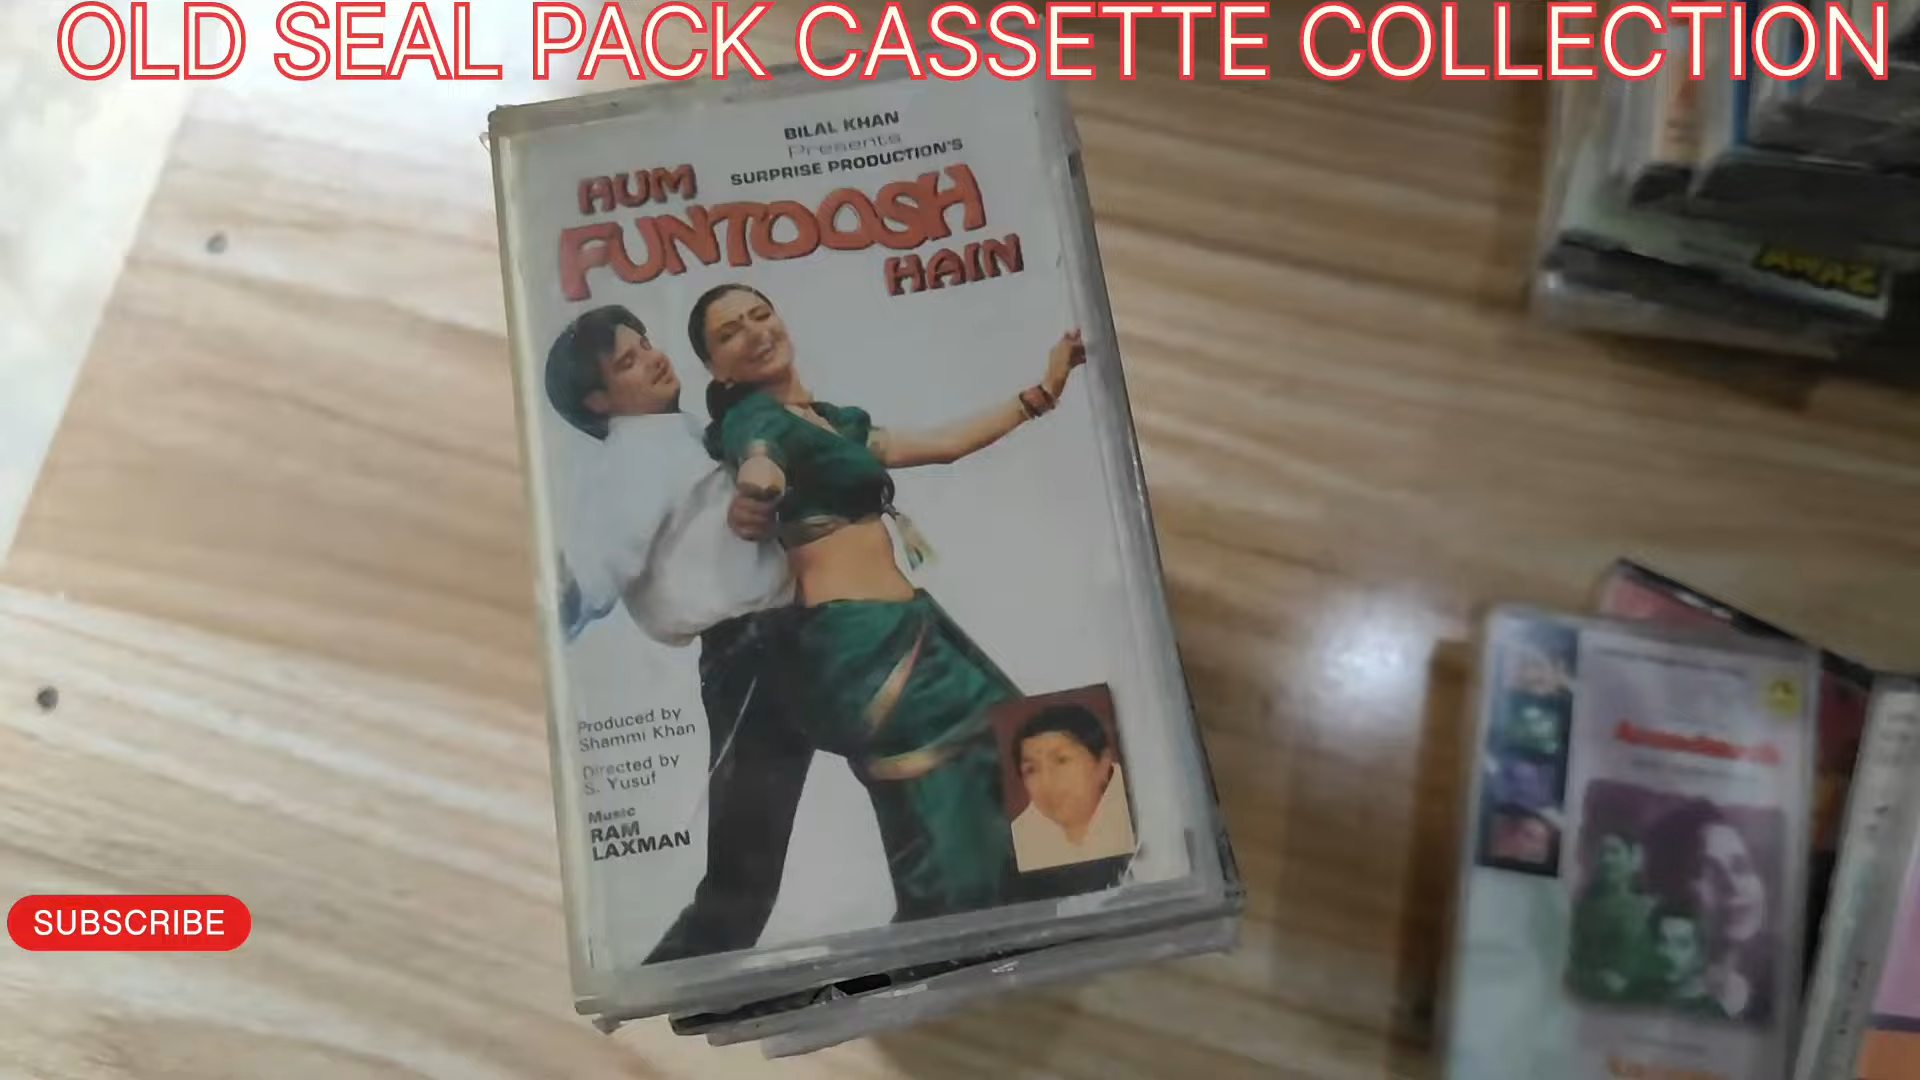 OLD SEAL PACK CASSETTE COLLECTION
BILAL KHAN
Presents
SURPRISE PRODUCTION'S
HUM
FUNTOOSH
HAIN
AWAZ
Produced by
Shammi Khan
Directed by
S. Yusuf
Music
RAM
LAXMAN
SUBSCRIBE